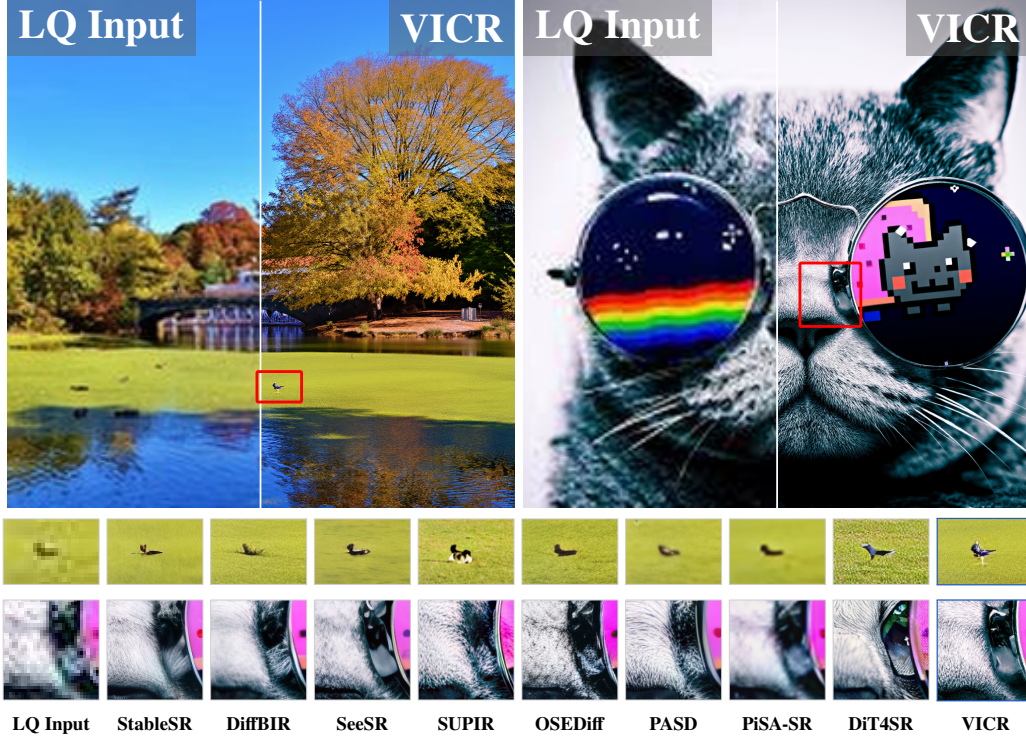 LQ Input
VICR
LQ Input
VICR
LQ Input StableSR DiffBIR SeeSR SUPIR OSEDiff PASD PiSA-SR DiT4SR VICR